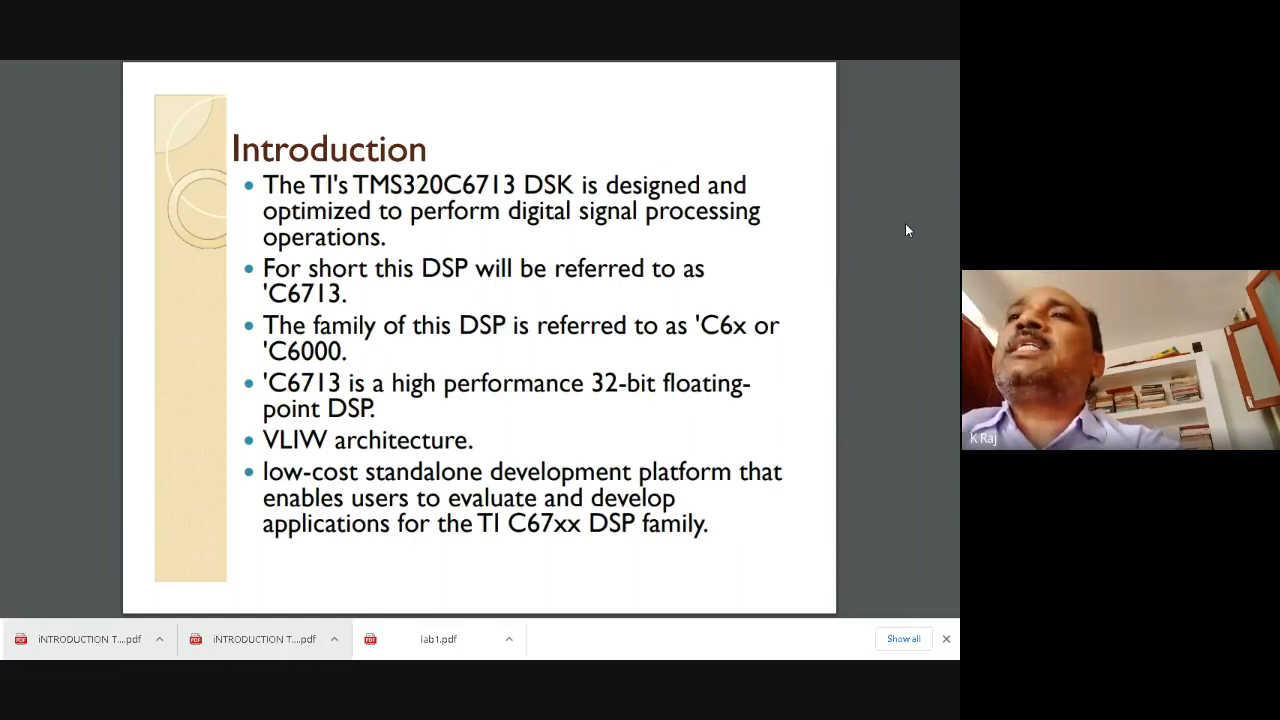 Introduction
• The TI's TMS320C6713 DSK is designed and
optimized to perform digital signal processing
operations.
• For short this DSP will be referred to as
'C6713.
• The family of this DSP is referred to as 'C6x or
'C6000.
• 'C6713 is a high performance 32-bit floating-
point DSP.
• VLIW architecture.
• low-cost standalone development platform that
enables users to evaluate and develop
applications for the TI C67xx DSP family.
K Raj
iNTRODUCTION T....pdf
iNTRODUCTION T....pdf
lab1.pdf
Show all